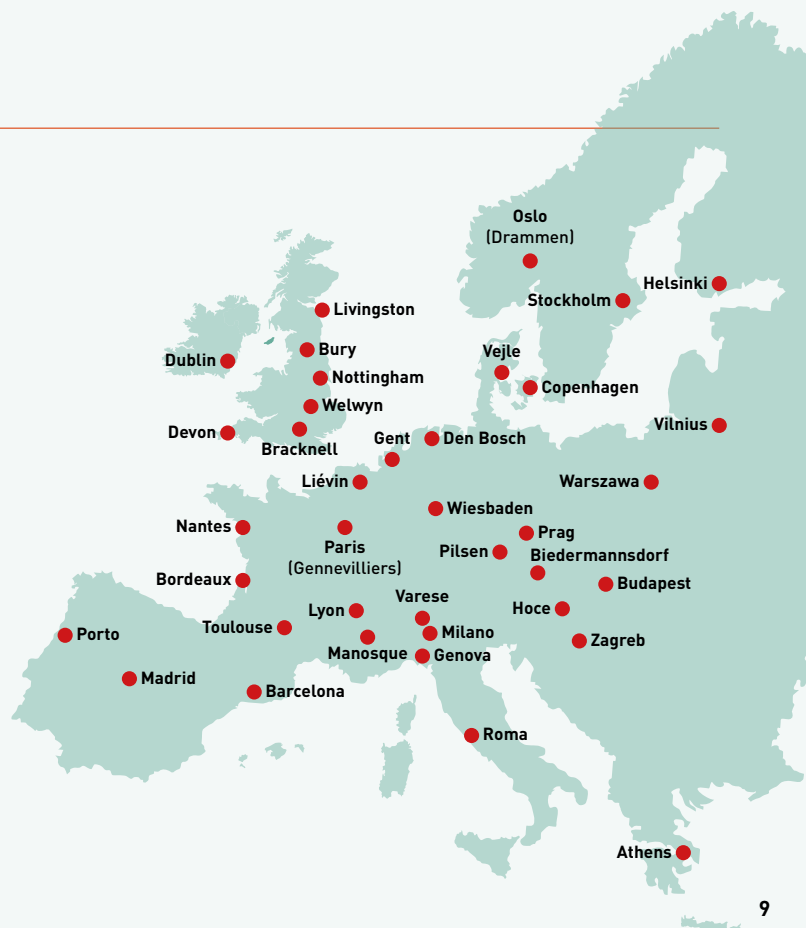 Oslo
(Drammen)
Helsinki
Stockholm
Livingston
Bury
Vejle
Dublin
Nottingham
Copenhagen
Welwyn
Vilnius
Devon
Gent
Den Bosch
Bracknell
Liévin
Warszawa
Wiesbaden
Nantes
Prag
Paris
(Gennevilliers)
Pilsen
Biedermannsdorf
Bordeaux
Budapest
Varese
Lyon
Hoce
Toulouse
Milano
Porto
Zagreb
Manosque
Genova
Madrid
Barcelona
Roma
Athens
9